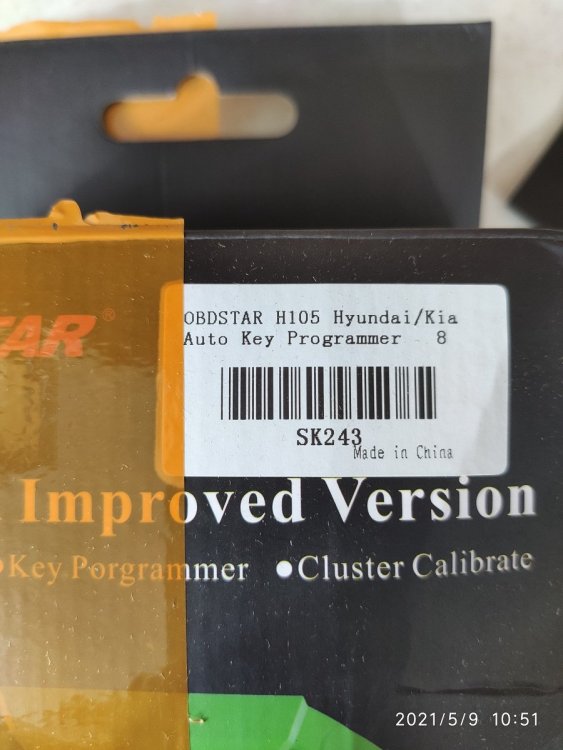 TAR®
OBDSTAR H105 Hyundai/Kia
Auto Key Programmer 8
SK243
Made in China
Improved Version
Key Porgrammer ●Cluster Calibrate
2021/5/9 10:51